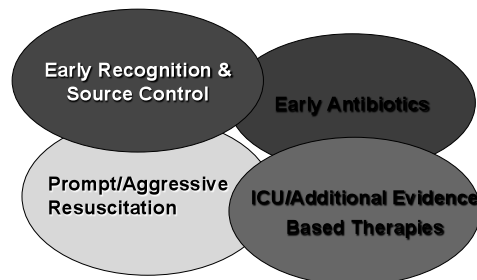 Early Recognition &
Source Control
Early Antibiotics
Prompt/Aggressive
Resuscitation
ICU/Additional Evidence
Based Therapies